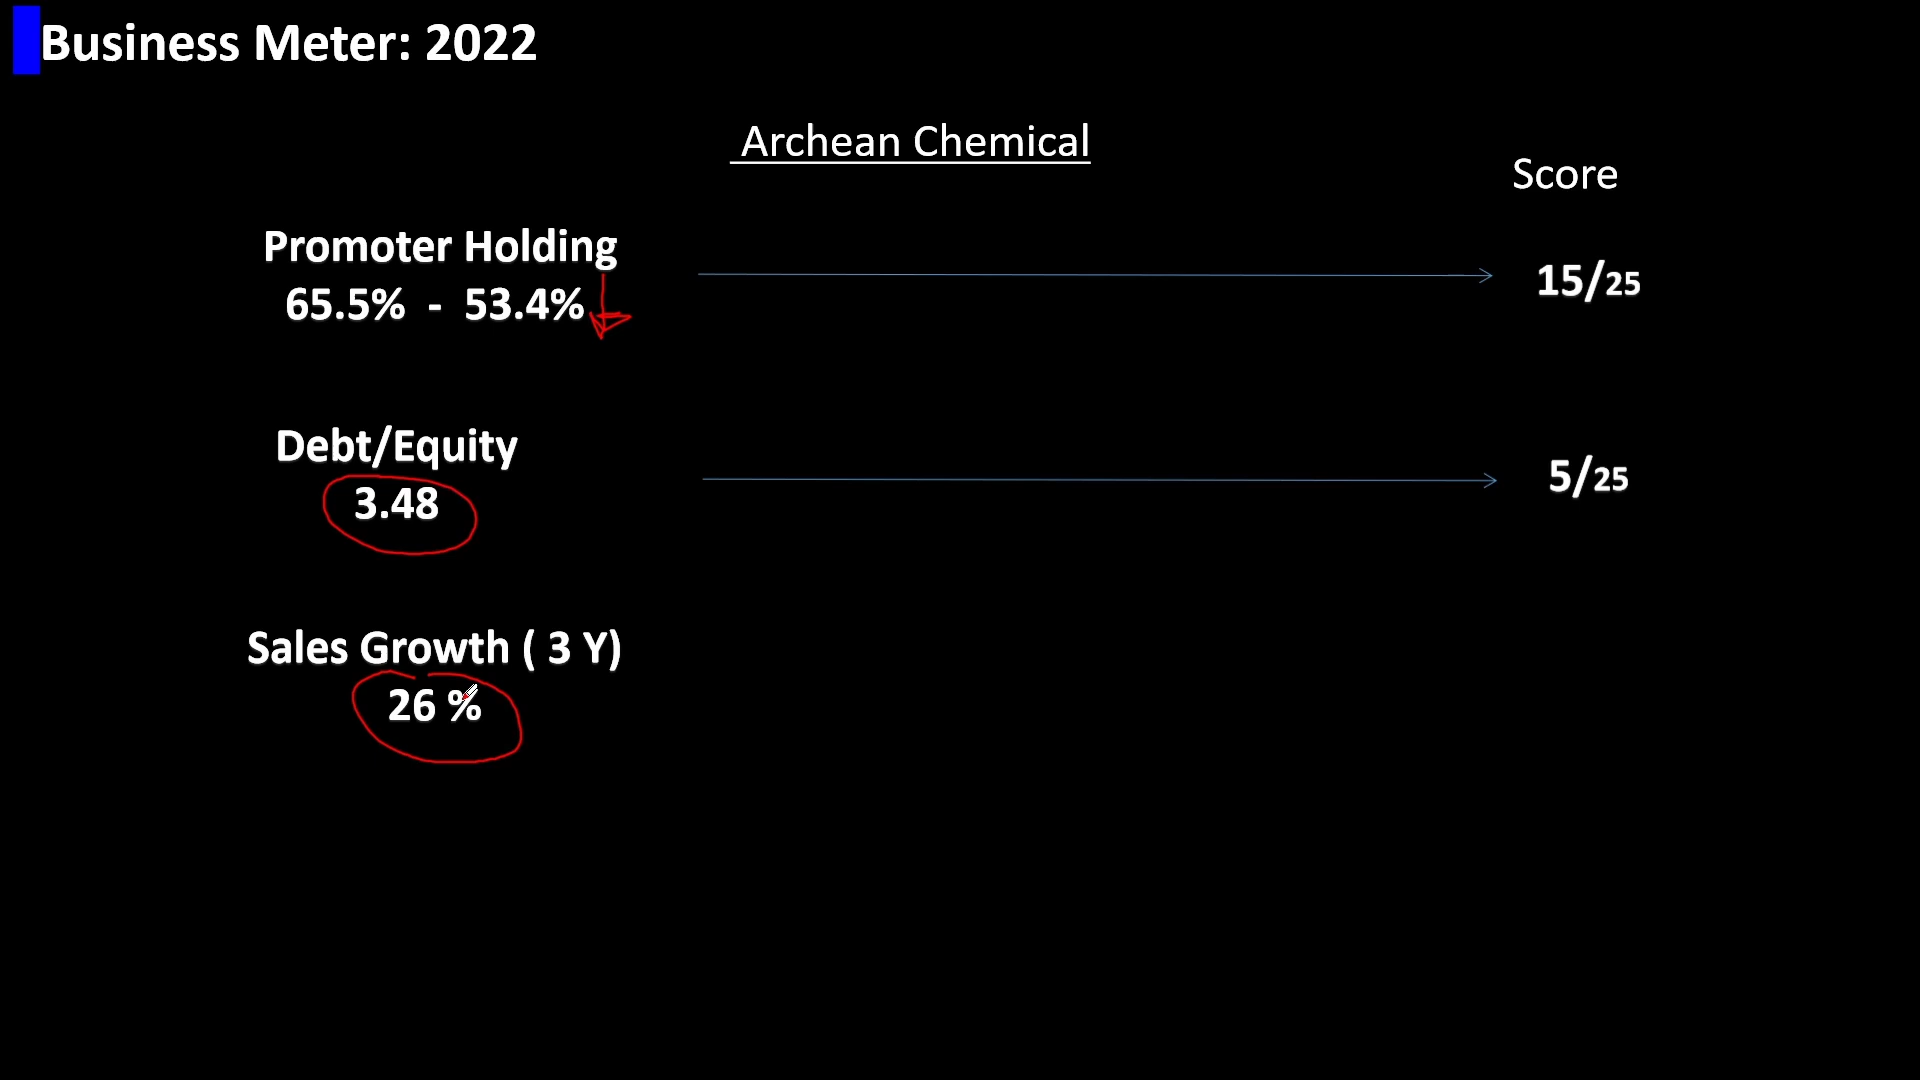 Business Meter: 2022
Archean Chemical
Score
Promoter Holding
65.5% - 53.4%
15/25
Debt/Equity
3.48
5/25
Sales Growth ( 3 Y)
26 %